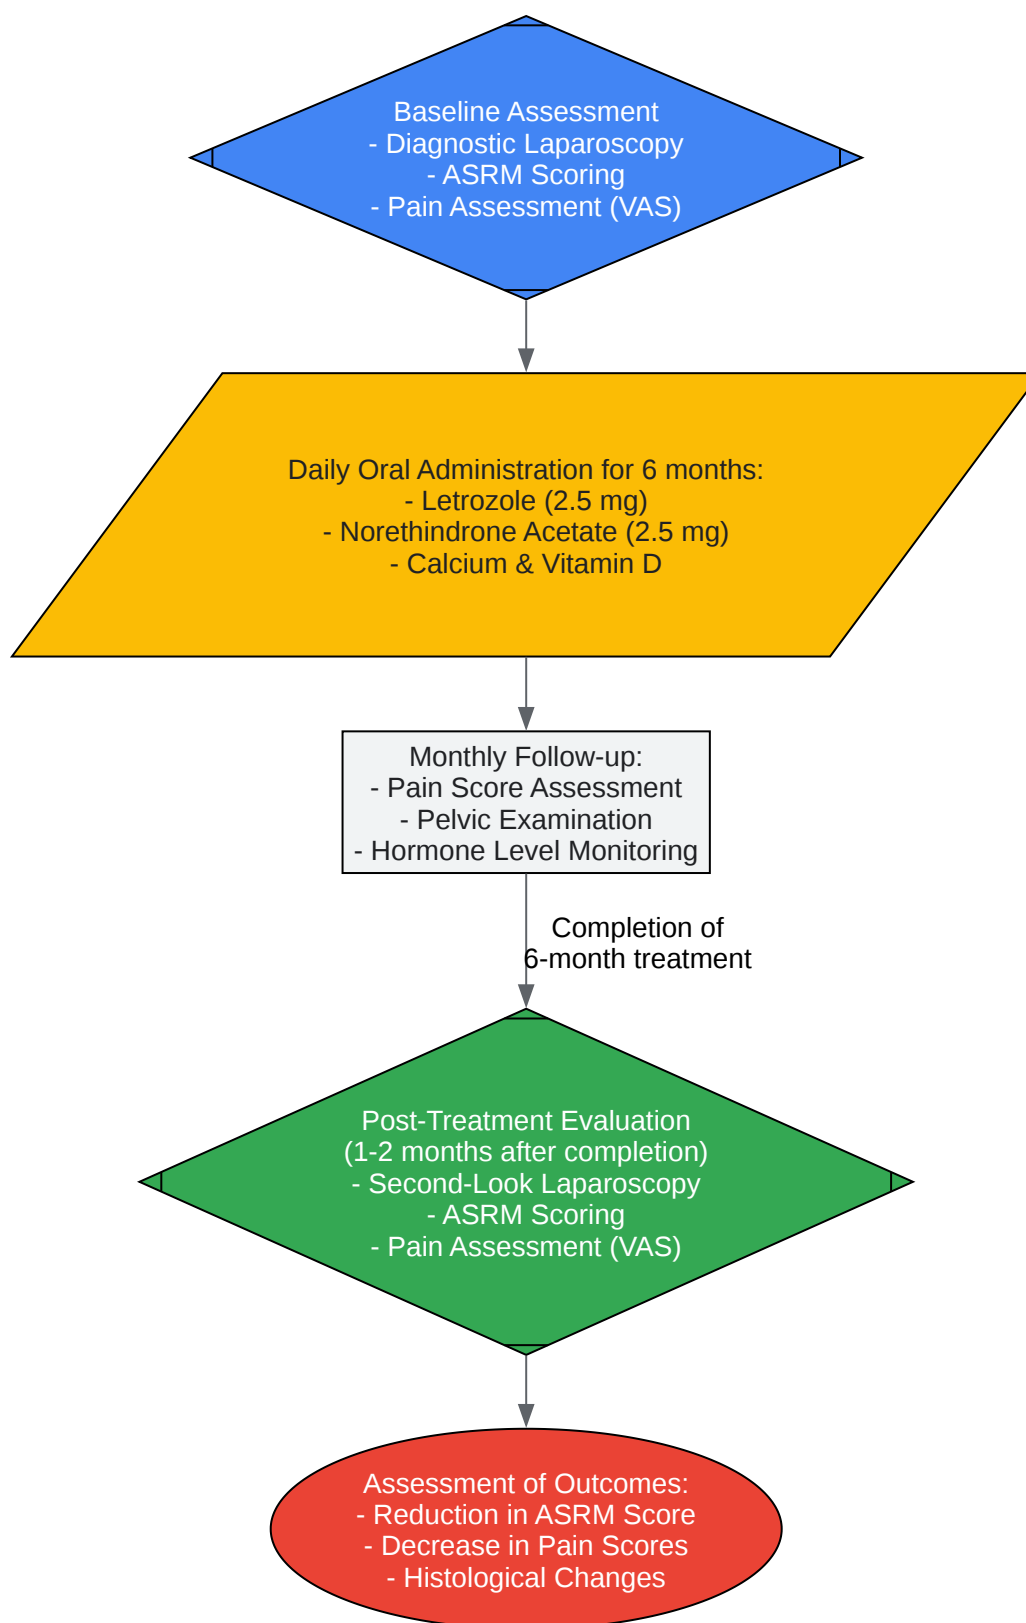 Baseline Assessment
- Diagnostic Laparoscopy
- ASRM Scoring
- Pain Assessment (VAS)
Daily Oral Administration for 6 months:
- Letrozole (2.5 mg)
- Norethindrone Acetate (2.5 mg)
- Calcium & Vitamin D
Monthly Follow-up:
- Pain Score Assessment
- Pelvic Examination
- Hormone Level Monitoring
Completion of
6-month treatment
Post-Treatment Evaluation
(1-2 months after completion)
- Second-Look Laparoscopy
- ASRM Scoring
- Pain Assessment (VAS)
Assessment of Outcomes:
- Reduction in ASRM Score
- Decrease in Pain Scores
- Histological Changes